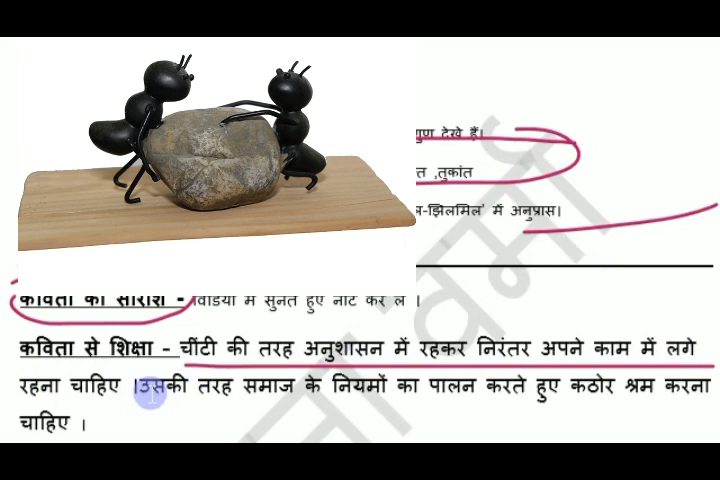 गुण देखे हैं।
,तुकांत
में अनुप्रास।
कविता का सारांश - विडियो में सुनते हुए नोट कर लें ।
कविता से शिक्षा - चींटी की तरह अनुशासन में रहकर निरंतर अपने काम में लगे
रहना चाहिए ।उसकी तरह समाज के नियमों का पालन करते हुए कठोर श्रम करना
चाहिए ।